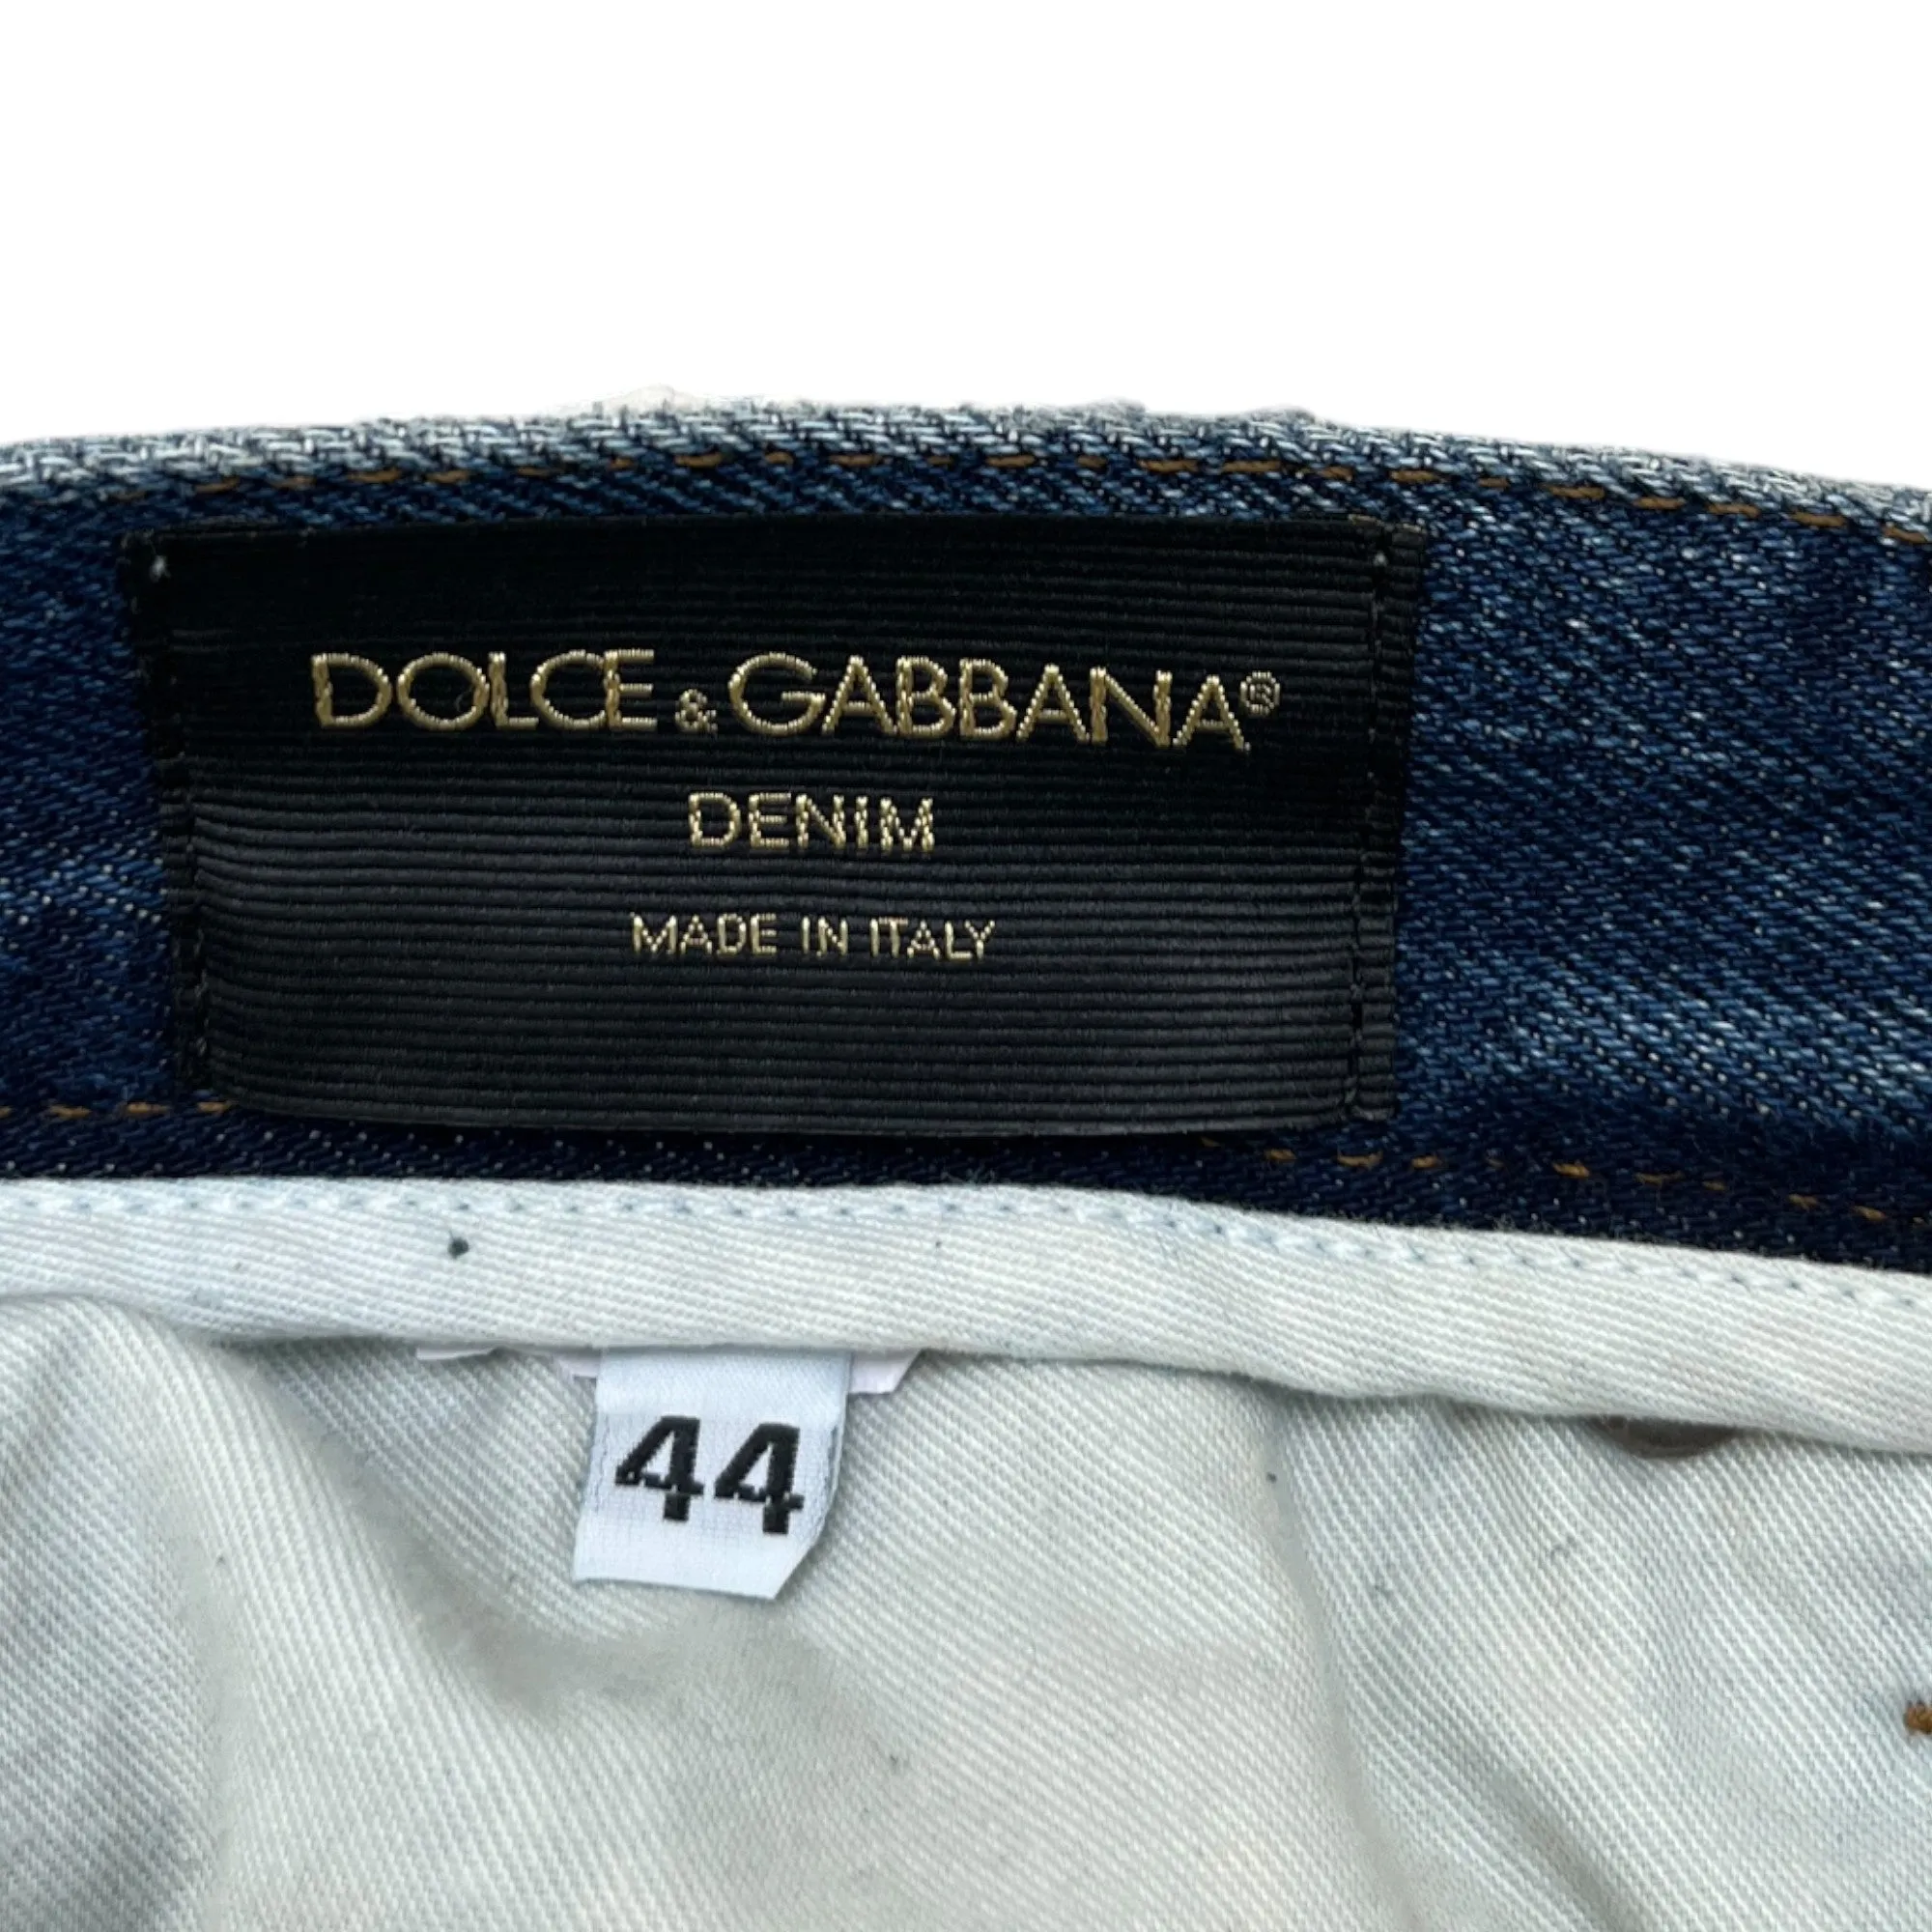 DOLCE & GABBANA®
DENIM
MADE IN ITALY
44